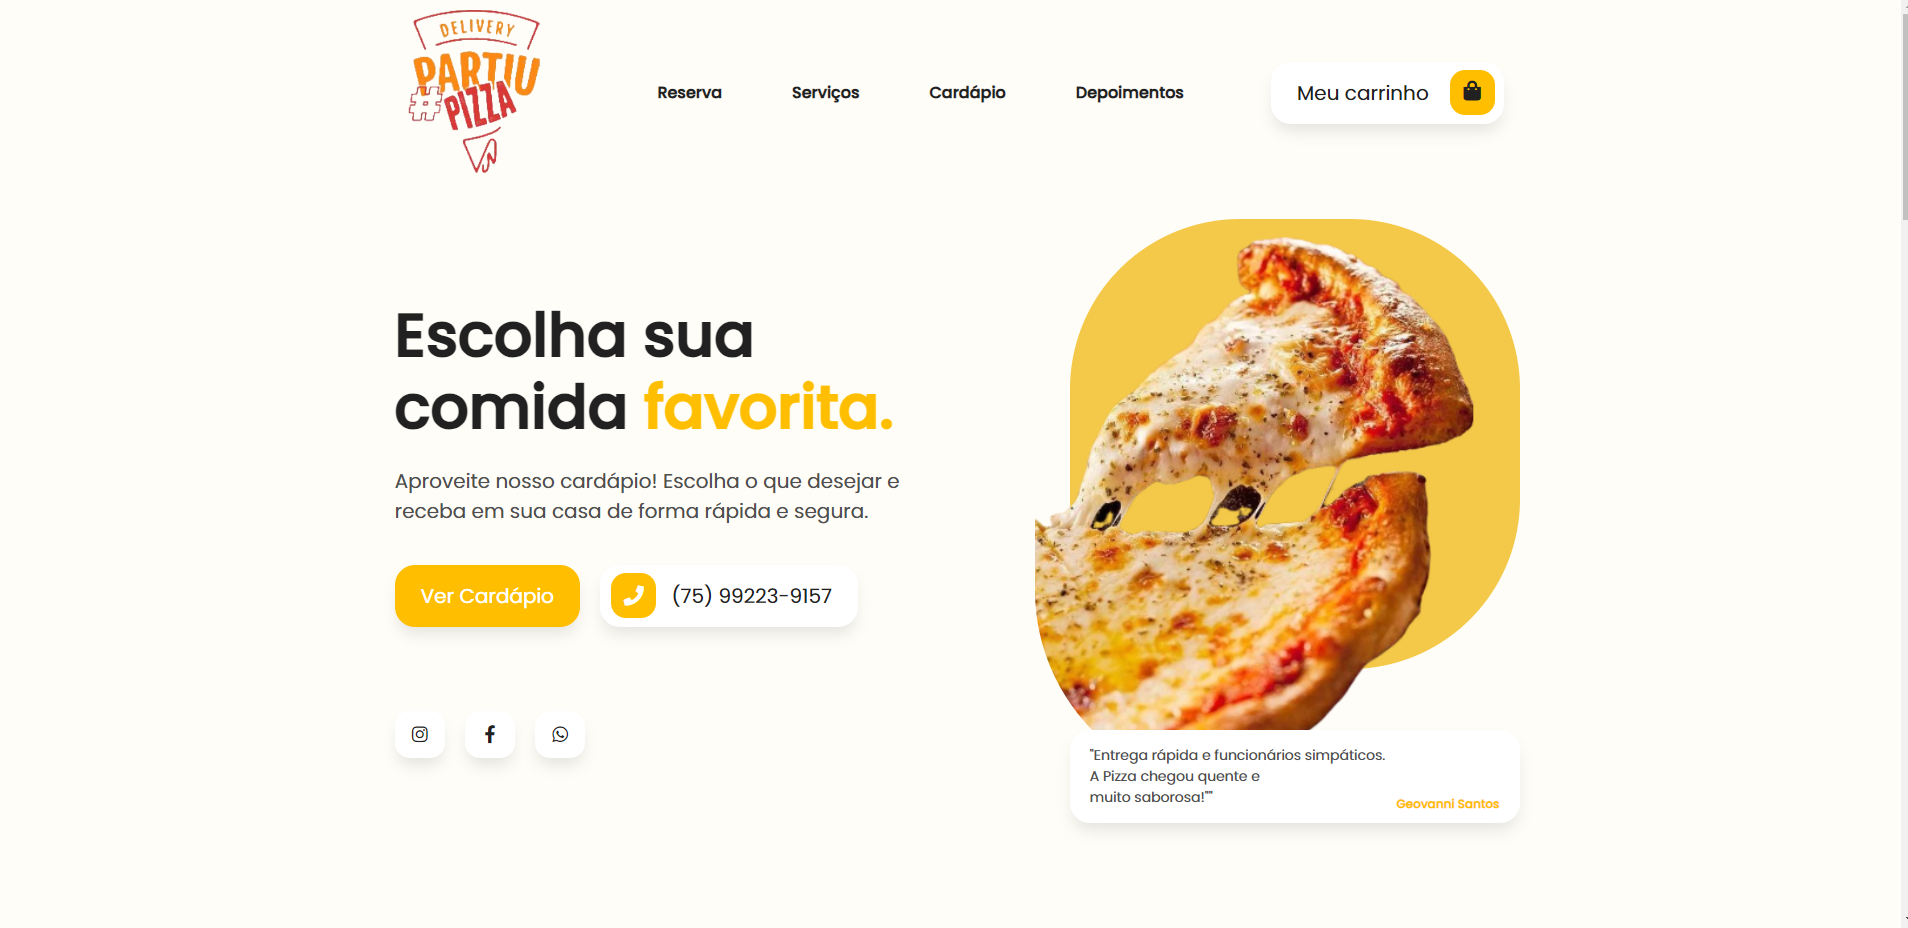 DELIVERY
PARTIU
#PIZZA
Reserva
Serviços
Cardápio
Depoimentos
Meu carrinho
Escolha sua
comida favorita.
Aproveite nosso cardápio! Escolha o que desejar e
receba em sua casa de forma rápida e segura.
Ver Cardápio
(75) 99223-9157
"Entrega rápida e funcionários simpáticos.
A Pizza chegou quente e
muito saborosa!""
Geovanni Santos